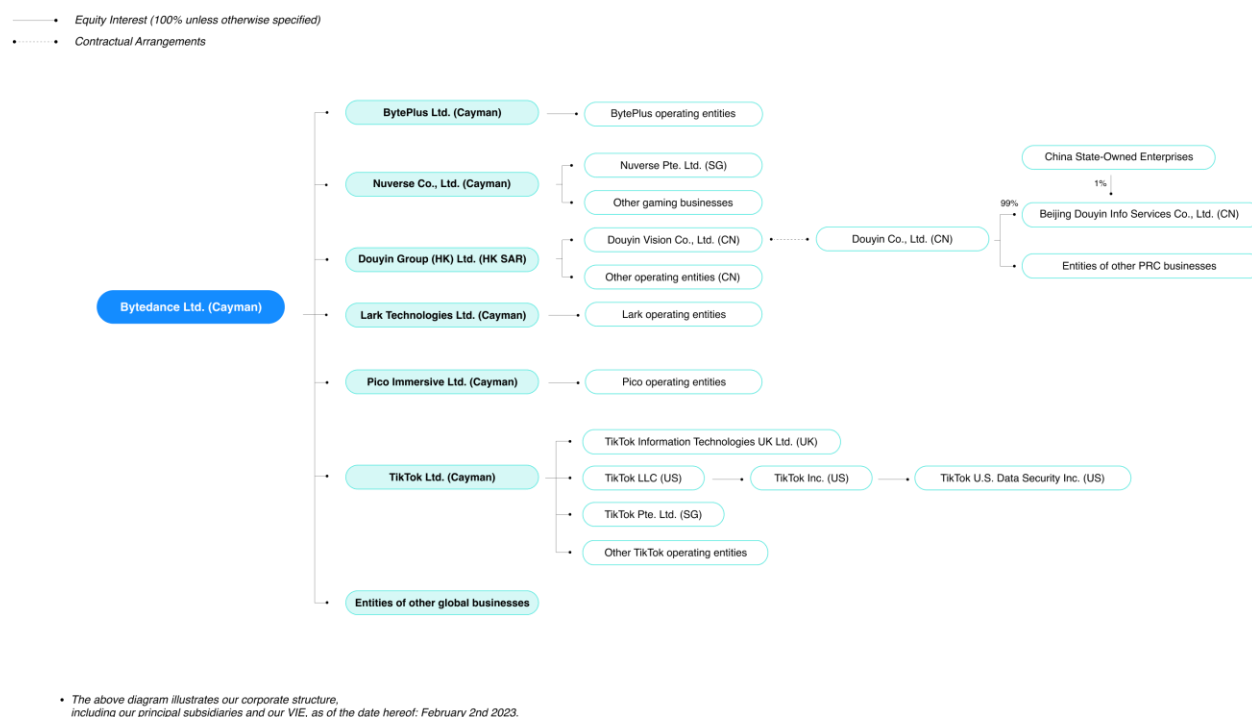 Equity Interest (100% unless otherwise specified)
Contractual Arrangements
BytePlus Ltd. (Cayman)
BytePlus operating entities
Nuverse Co., Ltd. (Cayman)
Nuverse Pte. Ltd. (SG)
Other gaming businesses
China State-Owned Enterprises
1%
99%
Beijing Douyin Info Services Co., Ltd. (CN)
Douyin Group (HK) Ltd. (HK SAR)
Douyin Vision Co., Ltd. (CN)
Douyin Co., Ltd. (CN)
Other operating entities (CN)
Entities of other PRC businesses
Bytedance Ltd. (Cayman)
Lark Technologies Ltd. (Cayman)
Lark operating entities
Pico Immersive Ltd. (Cayman)
Pico operating entities
TikTok Ltd. (Cayman)
TikTok Information Technologies UK Ltd. (UK)
TikTok LLC (US)
TikTok Inc. (US)
TikTok U.S. Data Security Inc. (US)
TikTok Pte. Ltd. (SG)
Other TikTok operating entities
Entities of other global businesses
• The above diagram illustrates our corporate structure,
including our principal subsidiaries and our VIE, as of the date hereof: February 2nd 2023.